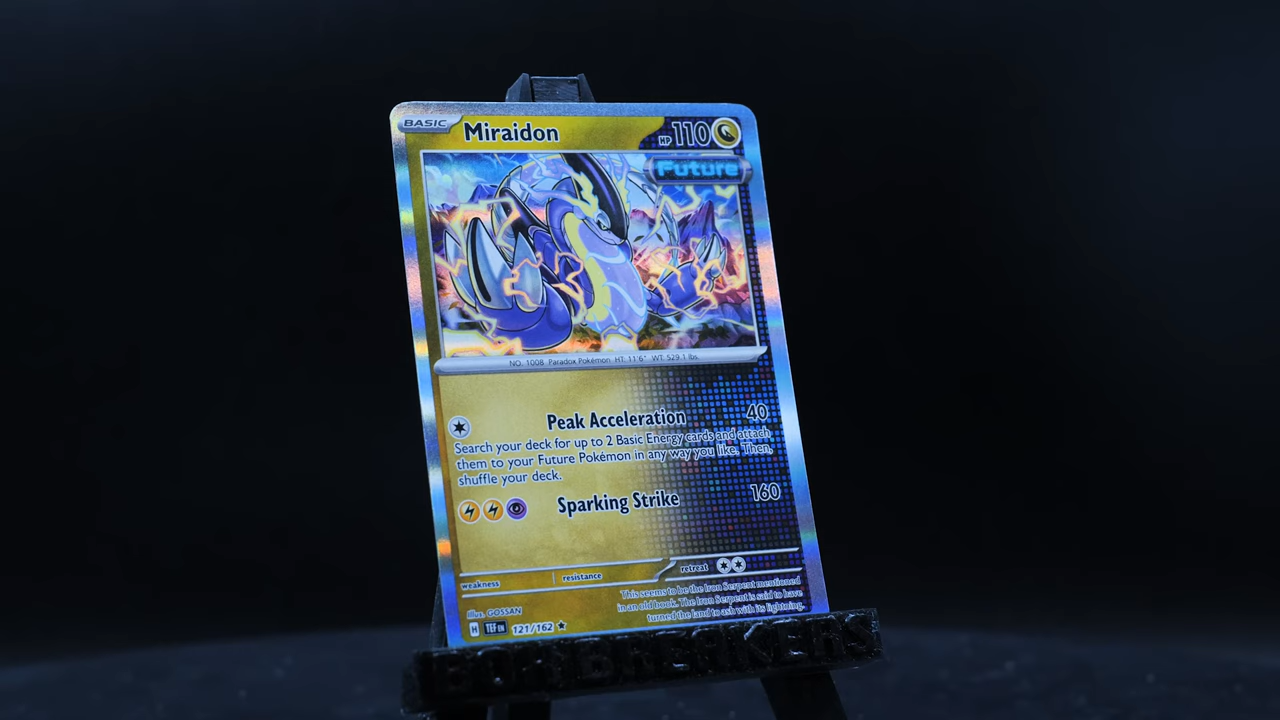 BASIC Miraidon HP 110
Future
NO. 1008 Paradox Pokémon HT: 11'6" WT: 529.1 lbs.
Peak Acceleration 40
Search your deck for up to 2 Basic Energy cards and attach
them to your Future Pokémon in any way you like. Then,
shuffle your deck.
Sparking Strike 160
weakness resistance retreat
This seems to be the Iron Serpent mentioned
in an old book. The Iron Serpent is said to have
turned the land to ash with its lightning.
Illus. GOSSAN
H TEF EN 121/162
BOXBREAKERS